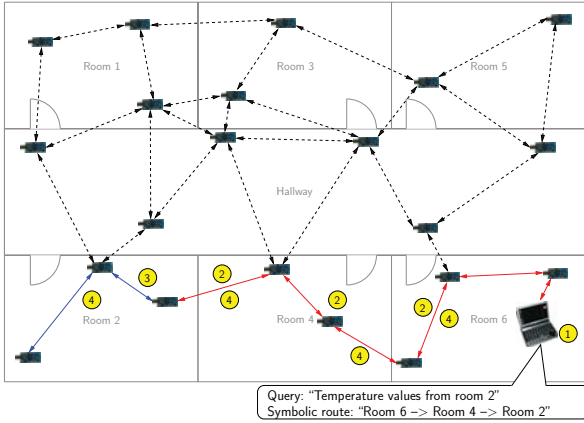 Room 1
Room 3
Room 5
Hallway
3
2
4
4
2
2
4
4
1
Room 2
Room 4
Room 6
Query: “Temperature values from room 2”
Symbolic route: “Room 6 –> Room 4 –> Room 2”